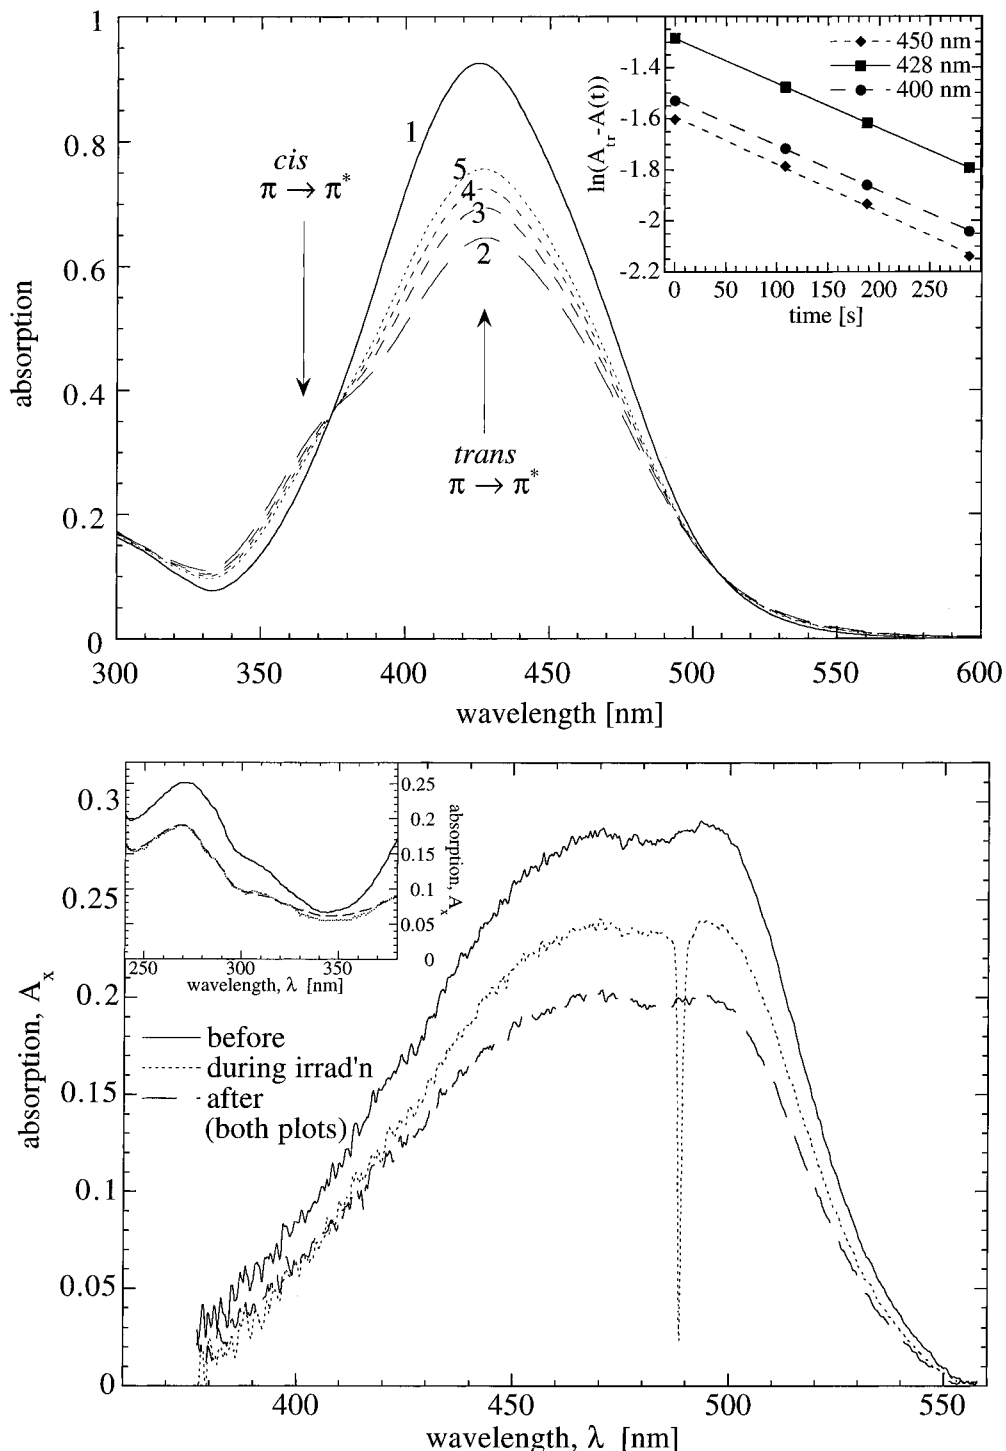 1
0.8
0.6
0.4
0.2
0
absorption
300
350
400
450
500
550
600
wavelength [nm]
cis
π → π*
trans
π → π*
1
5
4
3
2
450 nm
428 nm
400 nm
-1.4
-1.6
-1.8
-2
-2.2
ln(A_tr-A(t))
0
50
100
150
200
250
time [s]
0.3
0.25
0.2
0.15
0.1
0.05
0
absorption, A_x
400
450
500
550
wavelength, λ [nm]
0.25
0.2
0.15
0.1
0.05
0
absorption, A_x
250
300
350
wavelength, λ [nm]
before
during irrad'n
after
(both plots)